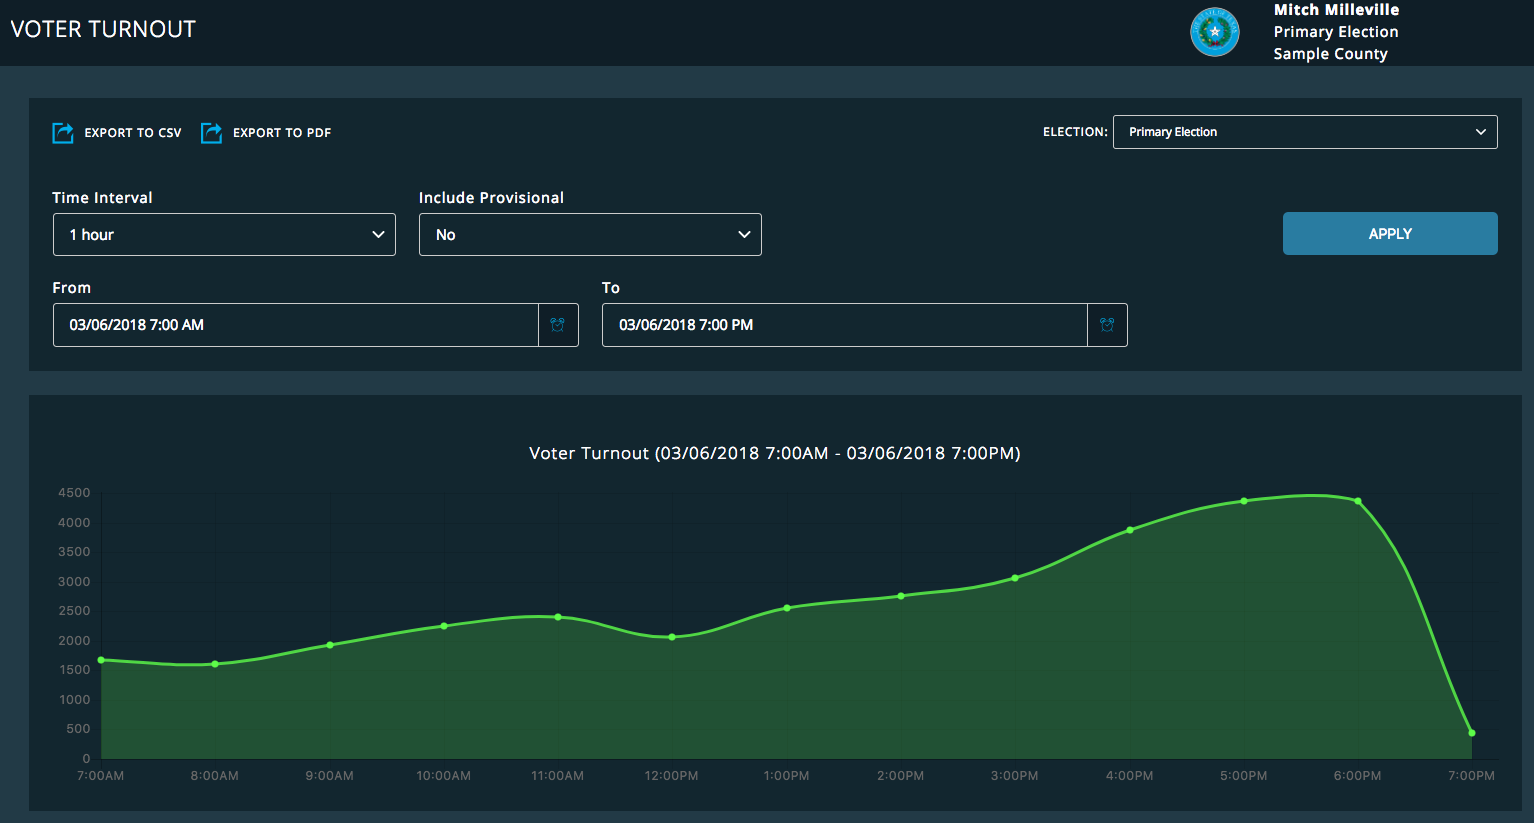 VOTER TURNOUT
Mitch Milleville
Primary Election
Sample County
EXPORT TO CSV
EXPORT TO PDF
ELECTION:
Primary Election
Time Interval
Include Provisional
1 hour
No
APPLY
From
To
03/06/2018 7:00 AM
03/06/2018 7:00 PM
Voter Turnout (03/06/2018 7:00AM - 03/06/2018 7:00PM)
4500
4000
3500
3000
2500
2000
1500
1000
500
0
7:00AM
8:00AM
9:00AM
10:00AM
11:00AM
12:00PM
1:00PM
2:00PM
3:00PM
4:00PM
5:00PM
6:00PM
7:00PM